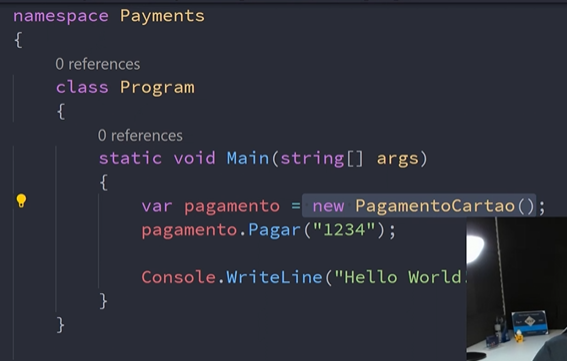 namespace Payments
{
0 references
class Program
{
0 references
static void Main(string[] args)
{
var pagamento = new PagamentoCartao();
pagamento.Pagar("1234");
Console.WriteLine("Hello World
}
}